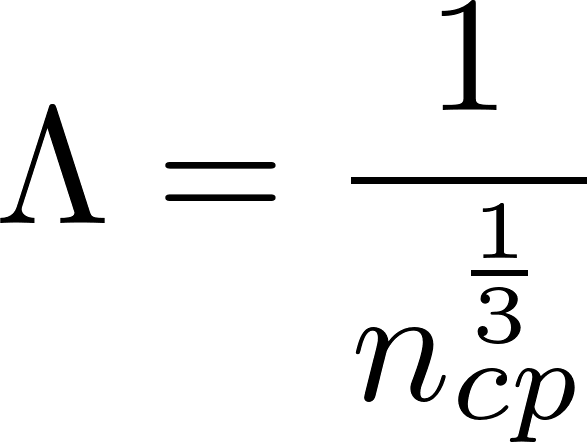 Λ = 1 / n_{cp}^{1/3}